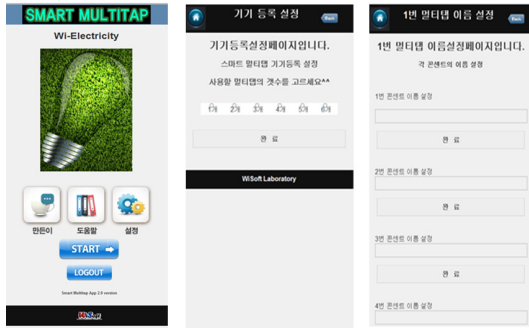 SMART MULTITAP
Wi-Electricity
만든이
도움말
설정
START
LOGOUT
Smart Multitap App 2.0 version
WiSoft
기기 등록 설정
Back
기기등록설정페이지입니다.
스마트 멀티탭 기기등록 설정
사용할 멀티탭의 갯수를 고르세요^^
1개 2개 3개 4개 5개 6개
완 료
WiSoft Laboratory
1번 멀티탭 이름 설정
Back
1번 멀티탭 이름설정페이지입니다.
각 콘센트의 이름 설정
1번 콘센트 이름 설정
완 료
2번 콘센트 이름 설정
완 료
3번 콘센트 이름 설정
완 료
4번 콘센트 이름 설정